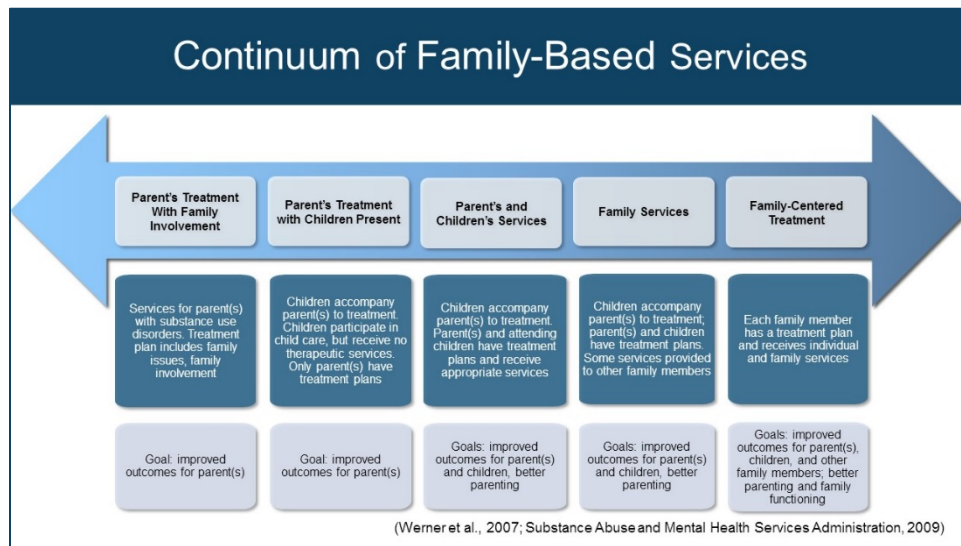 Continuum of Family-Based Services
Parent's Treatment
With Family
Involvement
Parent's Treatment
with Children Present
Parent's and
Children's Services
Family Services
Family-Centered
Treatment
Services for parent(s)
with substance use
disorders. Treatment
plan includes family
issues, family
involvement
Children accompany
parent(s) to treatment.
Children participate in
child care, but receive no
therapeutic services.
Only parent(s) have
treatment plans
Children accompany
parent(s) to treatment.
Parent(s) and attending
children have treatment
plans and receive
appropriate services
Children accompany
parent(s) to treatment;
parent(s) and children
have treatment plans.
Some services provided
to other family members
Each family member
has a treatment plan
and receives individual
and family services
Goal: improved
outcomes for parent(s)
Goal: improved
outcomes for parent(s)
Goals: improved
outcomes for parent(s)
and children, better
parenting
Goals: improved
outcomes for parent(s)
and children, better
parenting
Goals: improved
outcomes for parent(s),
children, and other
family members; better
parenting and family
functioning
(Werner et al., 2007; Substance Abuse and Mental Health Services Administration, 2009)